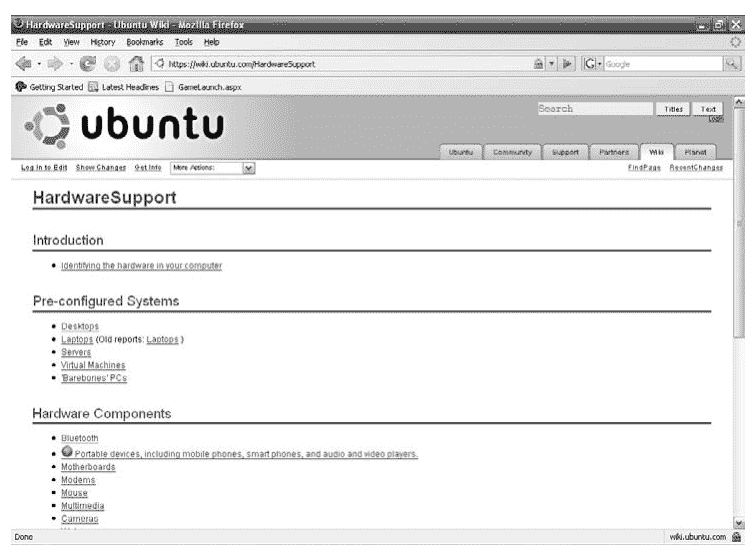 HardwareSupport - Ubuntu Wiki - Mozilla Firefox
File Edit View History Bookmarks Tools Help
https://wiki.ubuntu.com/HardwareSupport
G Google
Getting Started Latest Headlines GameLaunch.aspx
ubuntu
Search Titles Text
Login
Ubuntu Community Support Partners Wiki Planet
Log In to Edit Show Changes Get Info More Actions: FindPage RecentChanges
HardwareSupport
Introduction
Identifying the hardware in your computer
Pre-configured Systems
Desktops
Laptops (Old reports: Laptops )
Servers
Virtual Machines
'Barebones' PCs
Hardware Components
Bluetooth
Portable devices, including mobile phones, smart phones, and audio and video players.
Motherboards
Modems
Mouse
Multimedia
Cameras
Done wiki.ubuntu.com